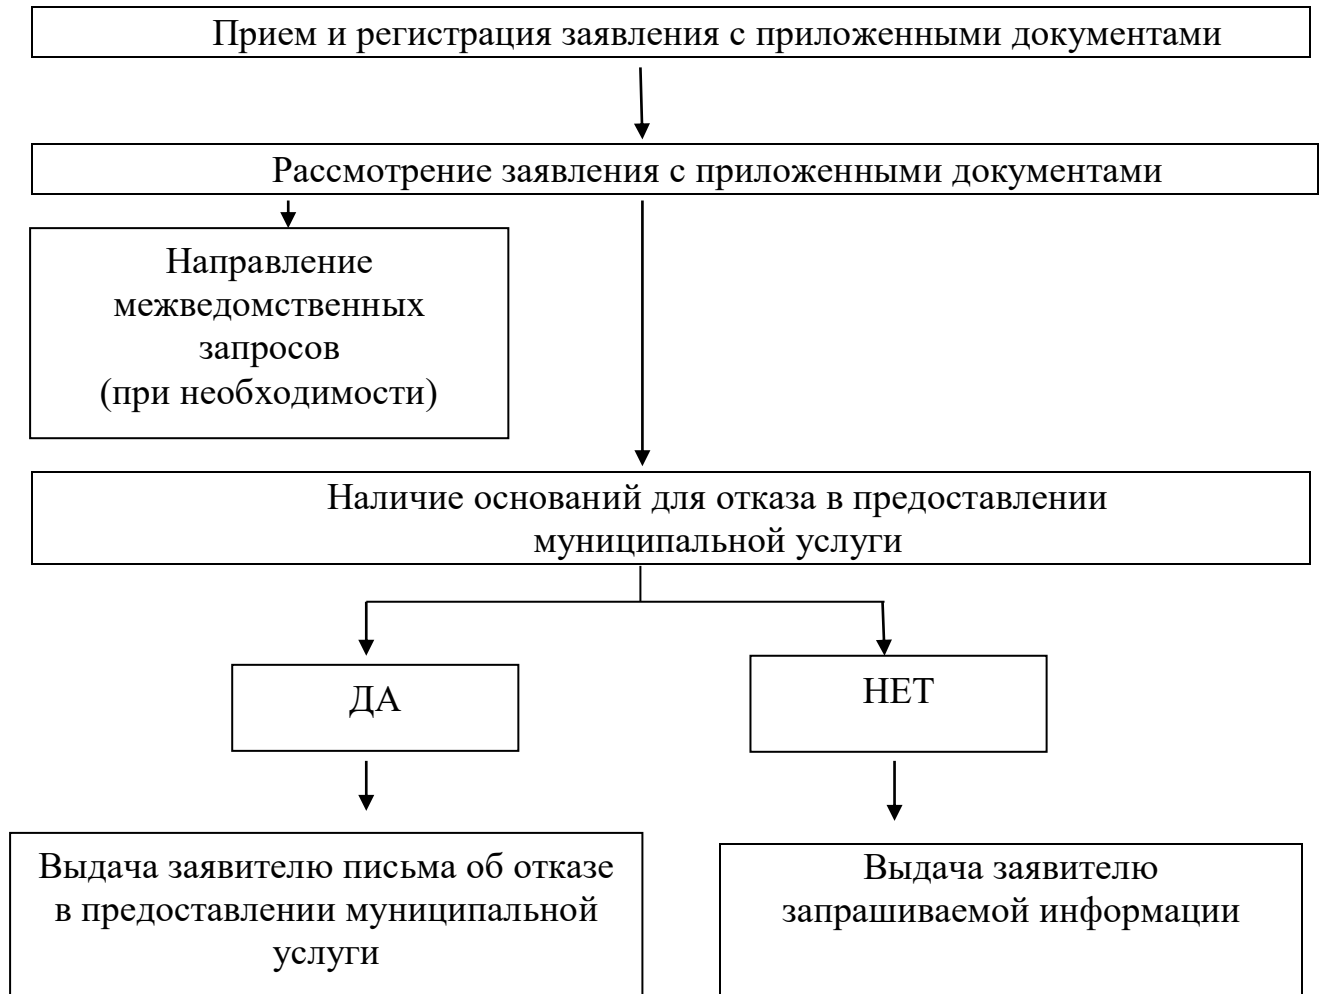 Прием и регистрация заявления с приложенными документами
Рассмотрение заявления с приложенными документами
Направление
межведомственных
запросов
(при необходимости)
Наличие оснований для отказа в предоставлении
муниципальной услуги
ДА
НЕТ
Выдача заявителю письма об отказе
в предоставлении муниципальной
услуги
Выдача заявителю
запрашиваемой информации